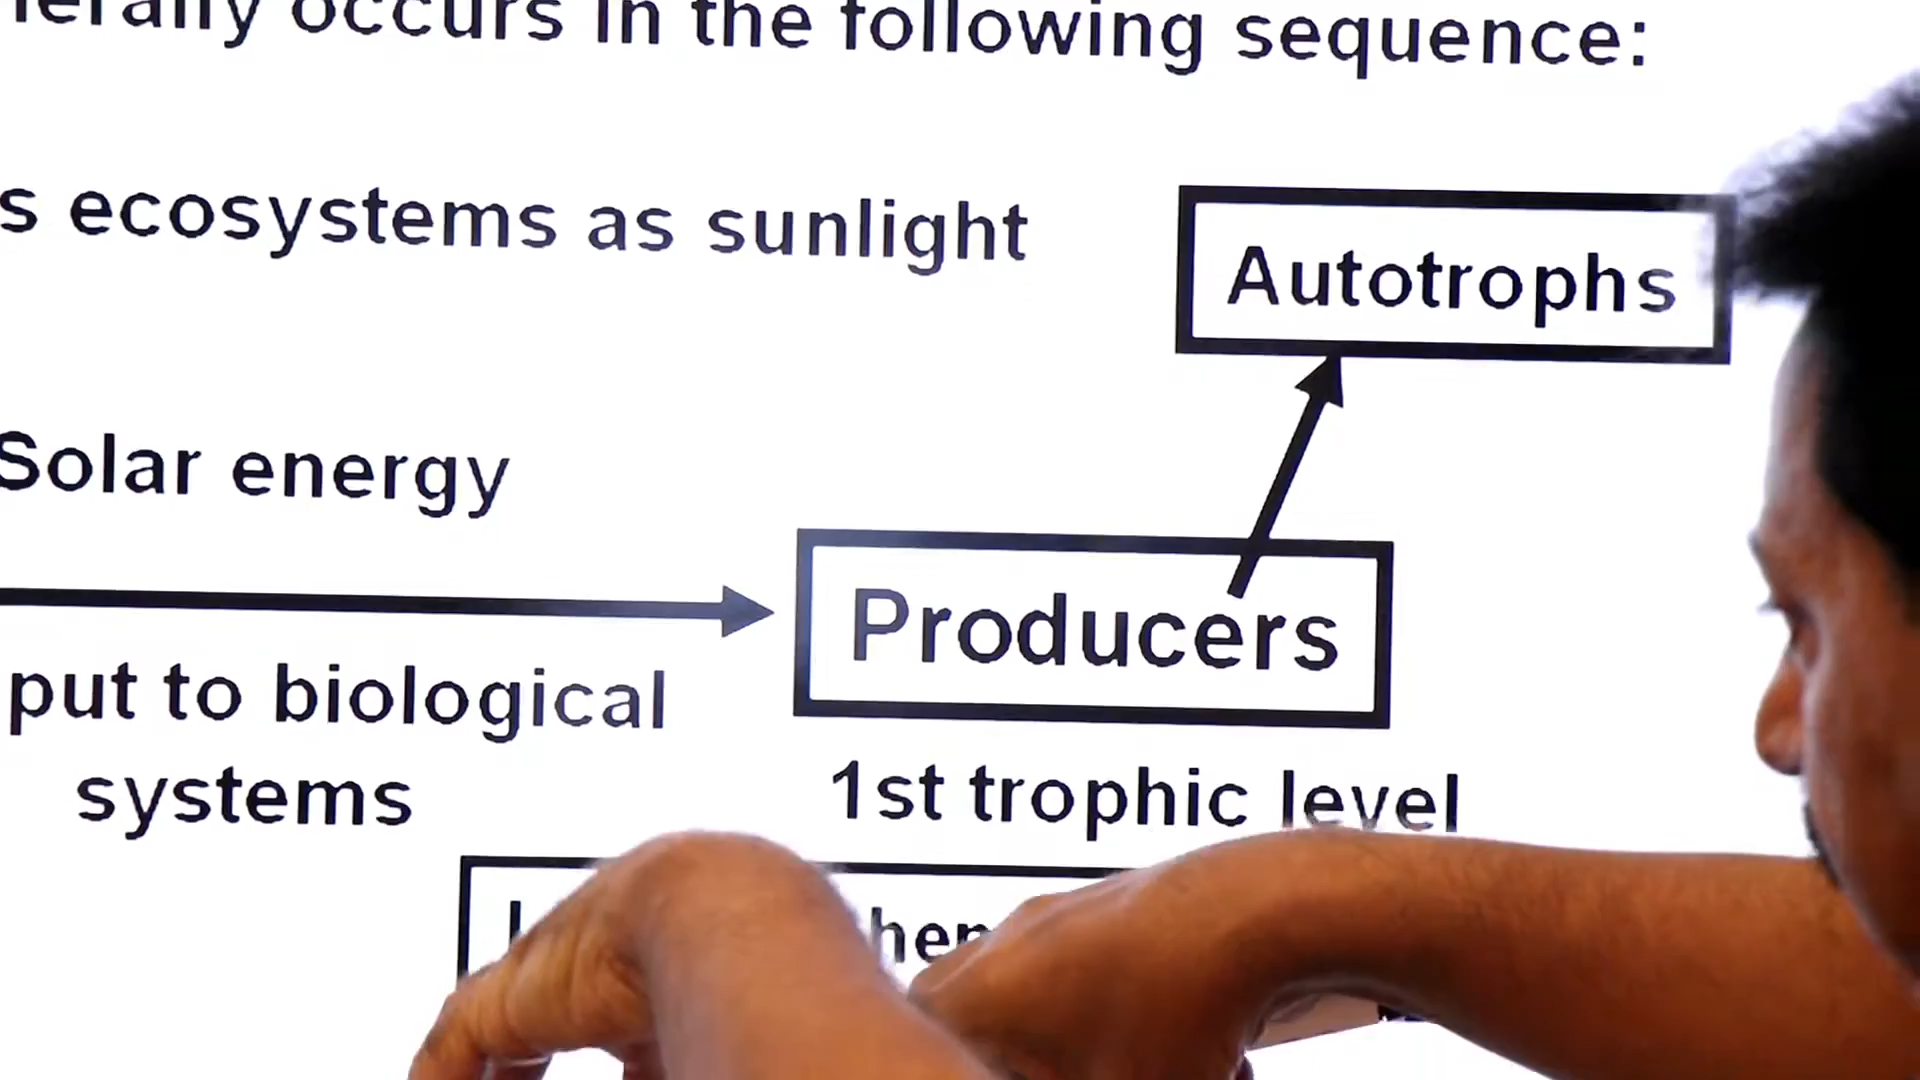 occurs in the following sequence:
ecosystems as sunlight
Autotrophs
Solar energy
Producers
put to biological
systems
1st trophic level